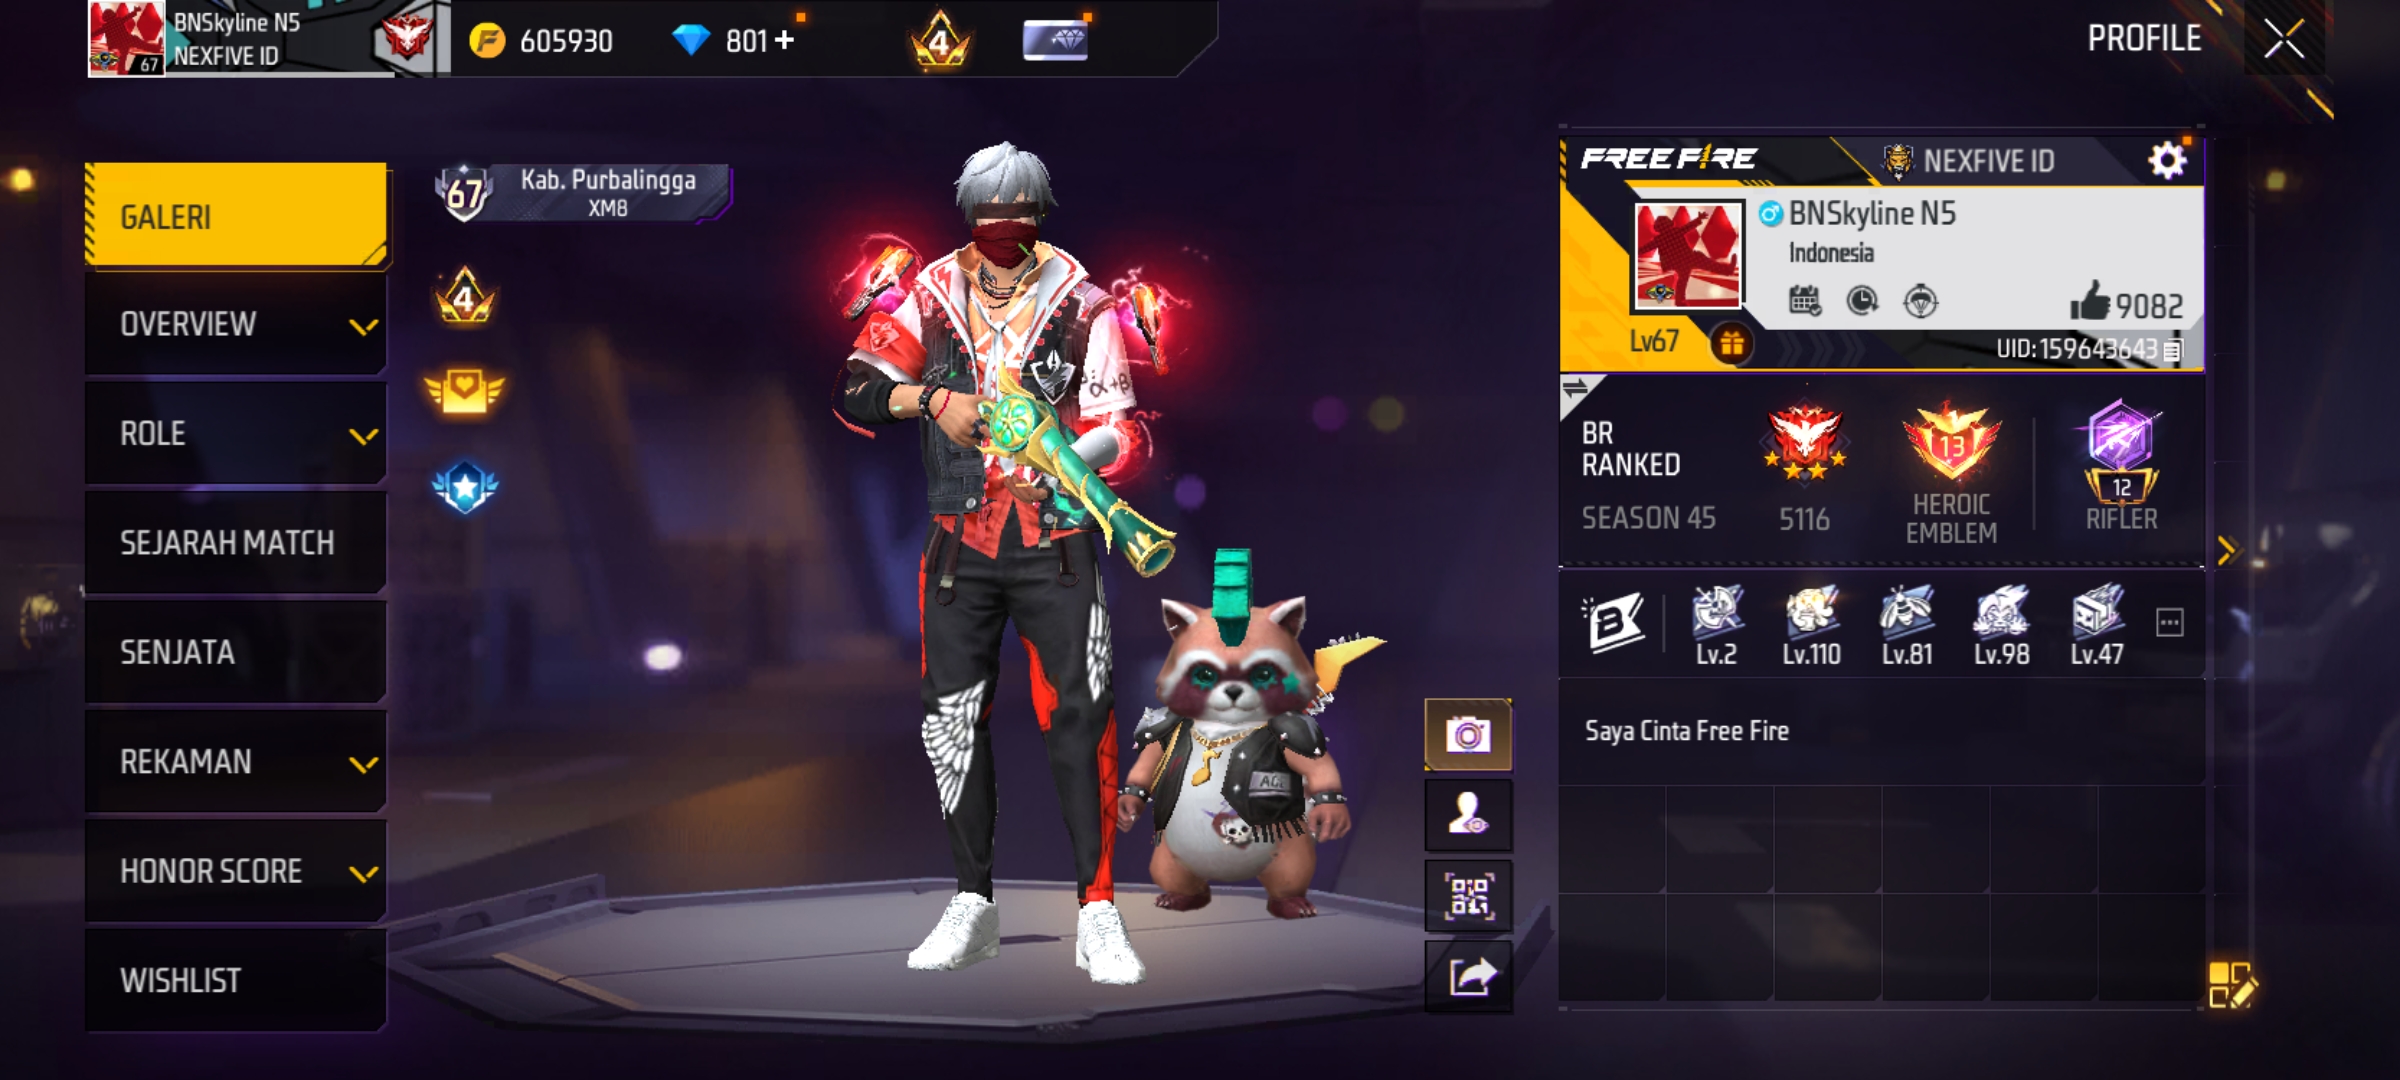 BNSkyline N5
NEXFIVE ID
67
605930
801 +
4
PROFILE
GALERI
OVERVIEW
ROLE
SEJARAH MATCH
SENJATA
REKAMAN
HONOR SCORE
WISHLIST
67
Kab. Purbalingga
XM8
4
α+B
FREE FIRE
NEXFIVE ID
BNSkyline N5
Indonesia
9082
Lv67
UID:159643643
BR
RANKED
SEASON 45
5116
13
HEROIC
EMBLEM
12
RIFLER
B
Lv.2
Lv.110
Lv.81
Lv.98
Lv.47
Saya Cinta Free Fire